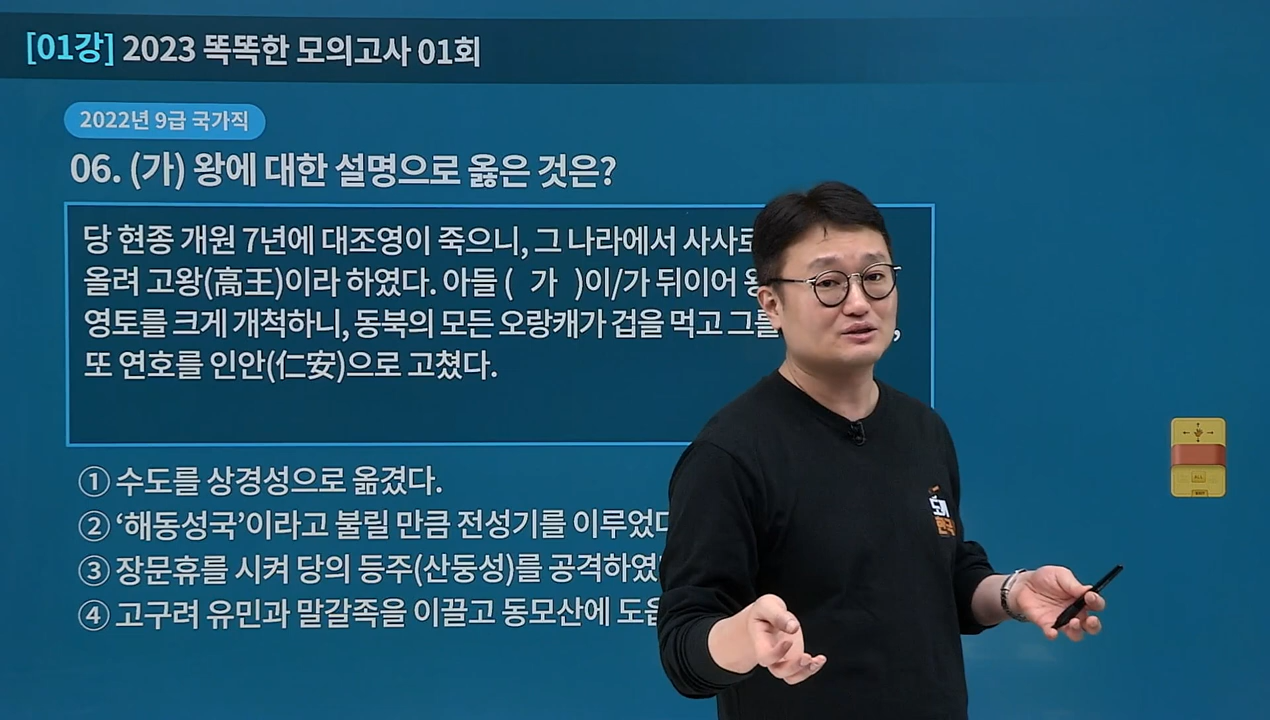 [01강] 2023 똑똑한 모의고사 01회
2022년 9급 국가직
06. (가) 왕에 대한 설명으로 옳은 것은?
당 현종 개원 7년에 대조영이 죽으니, 그 나라에서 사사로
올려 고왕(高王)이라 하였다. 아들 ( 가 )이/가 뒤이어
영토를 크게 개척하니, 동북의 모든 오랑캐가 겁을 먹고 그를
또 연호를 인안(仁安)으로 고쳤다.
① 수도를 상경성으로 옮겼다.
② ‘해동성국’이라고 불릴 만큼 전성기를 이루었
③ 장문휴를 시켜 당의 등주(산둥성)를 공격하였
④ 고구려 유민과 말갈족을 이끌고 동모산에 도읍
ALL